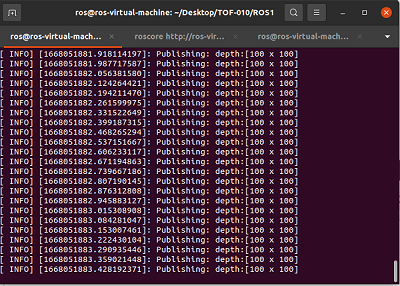 ros@ros-virtual-machine: ~/Desktop/TOF-010/ROS1
ros@ros-virtual-mach...
roscore http://ros-vir...
ros@ros-virtual-mach...
[ INFO] [1668051881.918114197]: Publishing: depth:[100 x 100]
[ INFO] [1668051881.987717587]: Publishing: depth:[100 x 100]
[ INFO] [1668051882.056381580]: Publishing: depth:[100 x 100]
[ INFO] [1668051882.124264421]: Publishing: depth:[100 x 100]
[ INFO] [1668051882.194211470]: Publishing: depth:[100 x 100]
[ INFO] [1668051882.261599975]: Publishing: depth:[100 x 100]
[ INFO] [1668051882.331522649]: Publishing: depth:[100 x 100]
[ INFO] [1668051882.399187315]: Publishing: depth:[100 x 100]
[ INFO] [1668051882.468265294]: Publishing: depth:[100 x 100]
[ INFO] [1668051882.537151667]: Publishing: depth:[100 x 100]
[ INFO] [1668051882.606233117]: Publishing: depth:[100 x 100]
[ INFO] [1668051882.671194863]: Publishing: depth:[100 x 100]
[ INFO] [1668051882.739667186]: Publishing: depth:[100 x 100]
[ INFO] [1668051882.807190145]: Publishing: depth:[100 x 100]
[ INFO] [1668051882.876312808]: Publishing: depth:[100 x 100]
[ INFO] [1668051882.945883127]: Publishing: depth:[100 x 100]
[ INFO] [1668051883.015308908]: Publishing: depth:[100 x 100]
[ INFO] [1668051883.084281047]: Publishing: depth:[100 x 100]
[ INFO] [1668051883.153007461]: Publishing: depth:[100 x 100]
[ INFO] [1668051883.222430104]: Publishing: depth:[100 x 100]
[ INFO] [1668051883.290935446]: Publishing: depth:[100 x 100]
[ INFO] [1668051883.359021448]: Publishing: depth:[100 x 100]
[ INFO] [1668051883.428192371]: Publishing: depth:[100 x 100]